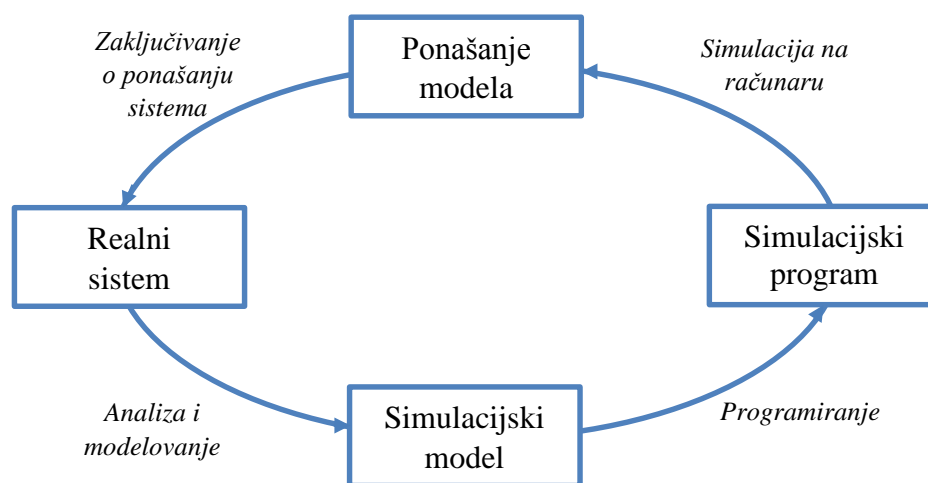 Zaključivanje
o ponašanju
sistema
Ponašanje
modela
Simulacija na
računaru
Realni
sistem
Simulacijski
program
Analiza i
modelovanje
Simulacijski
model
Programiranje